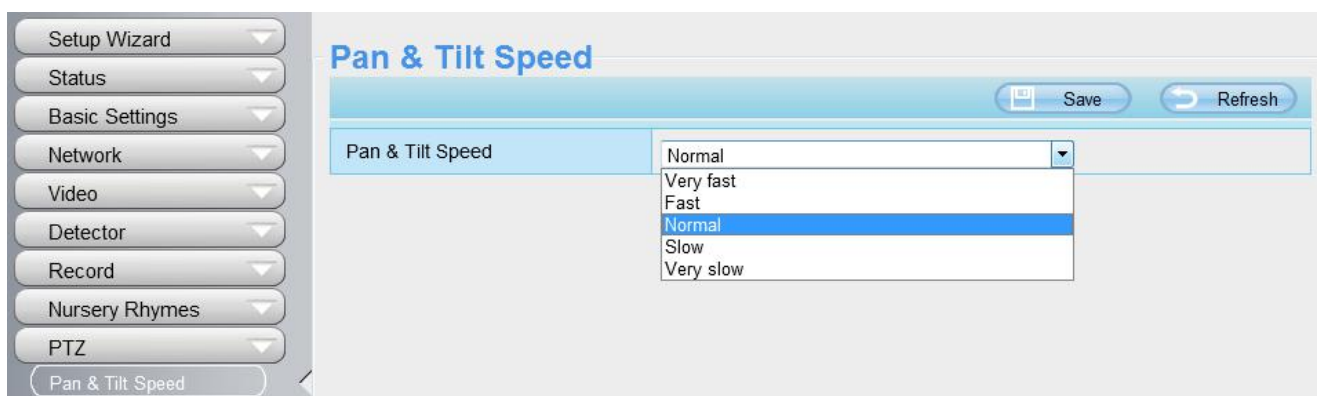 Setup Wizard
Status
Basic Settings
Network
Video
Detector
Record
Nursery Rhymes
PTZ
Pan & Tilt Speed
Pan & Tilt Speed
Save
Refresh
Pan & Tilt Speed
Normal
Very fast
Fast
Normal
Slow
Very slow